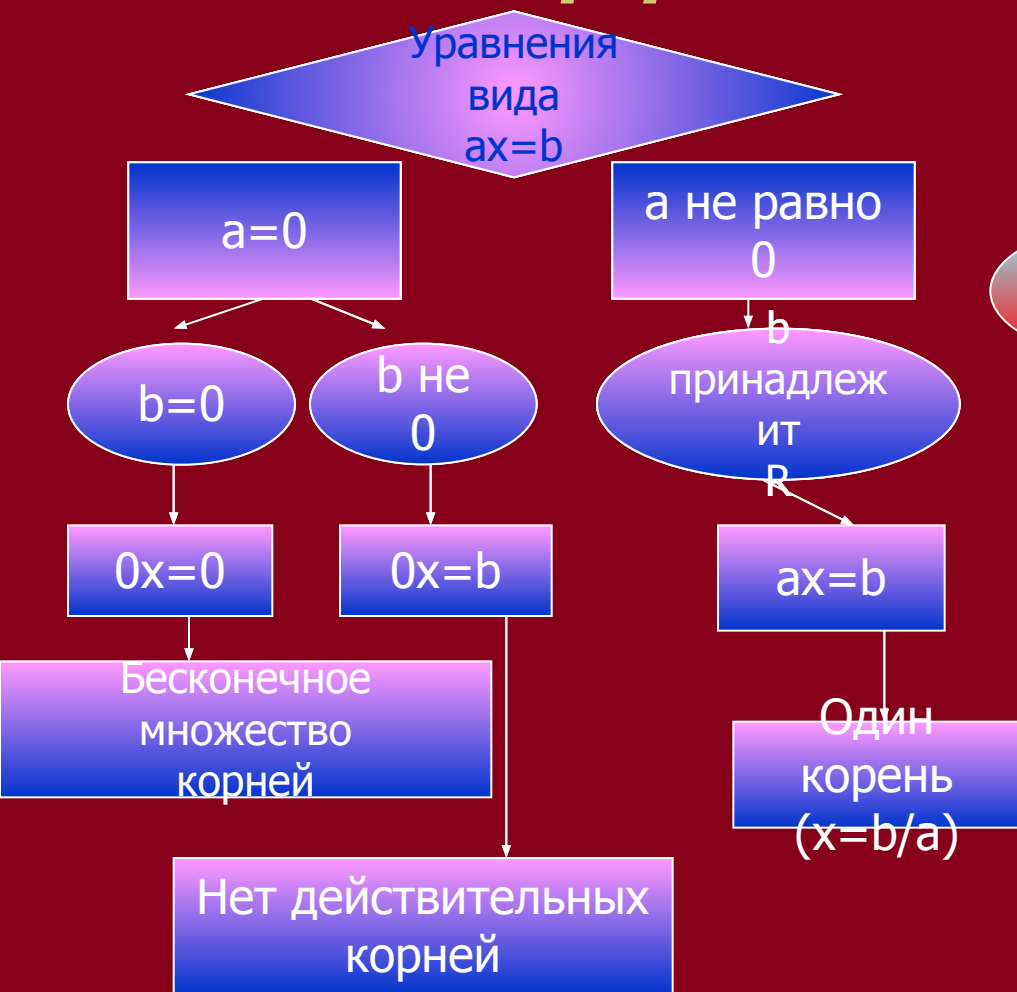 Уравнения
вида
ax=b
a=0
а не равно
0
b=0
b не
0
b
принадлеж
ит
R
0x=0
0x=b
ax=b
Бесконечное
множество
корней
Один
корень
(x=b/a)
Нет действительных
корней